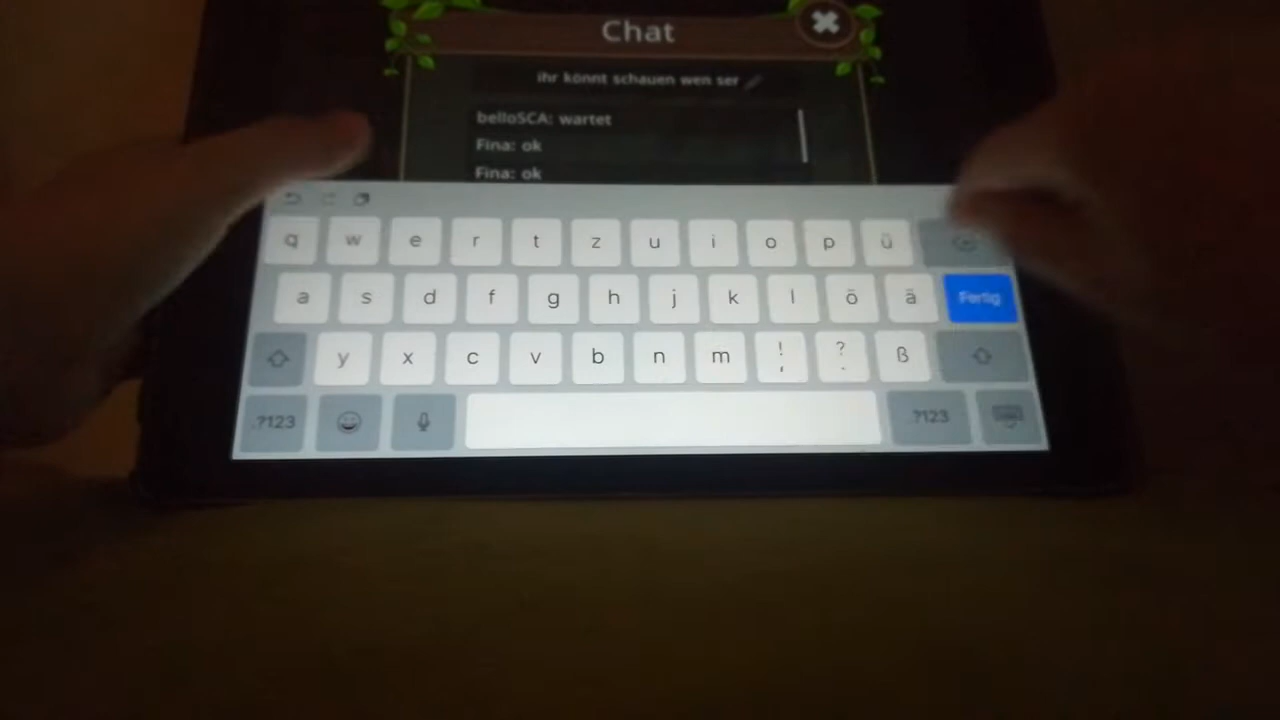 Chat
ihr könnt schauen wen ser
belloSCA: wartet
Fina: ok
Fina: ok
q w e r t z u i o p ü
a s d f g h j k l ö ä Fertig
y x c v b n m ! , ? . ß
.?123 .?123